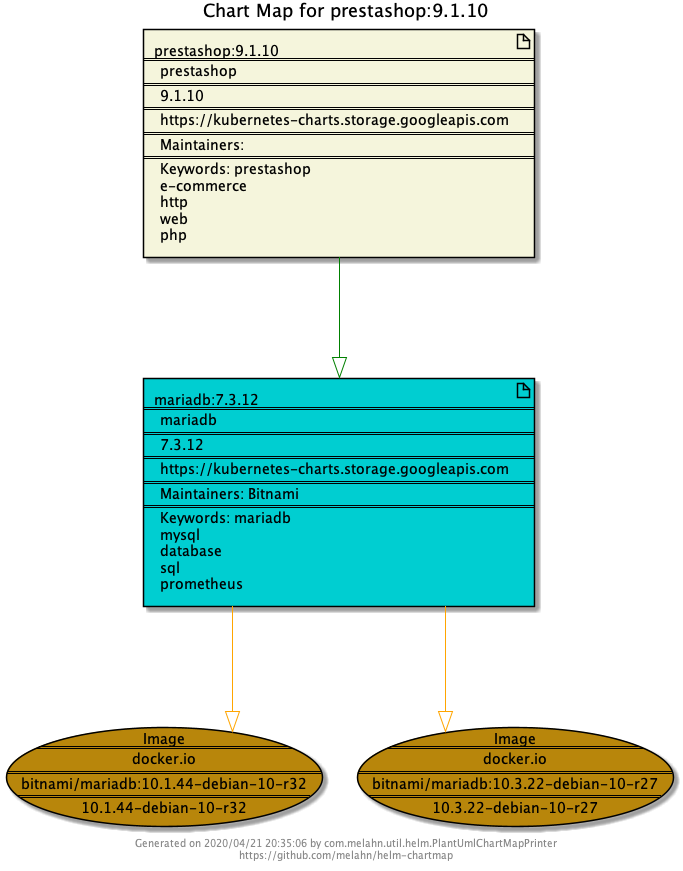 Chart Map for prestashop:9.1.10
prestashop:9.1.10
prestashop
9.1.10
https://kubernetes-charts.storage.googleapis.com
Maintainers:
Keywords: prestashop
e-commerce
http
web
php
mariadb:7.3.12
mariadb
7.3.12
https://kubernetes-charts.storage.googleapis.com
Maintainers: Bitnami
Keywords: mariadb
mysql
database
sql
prometheus
Image
docker.io
bitnami/mariadb:10.1.44-debian-10-r32
10.1.44-debian-10-r32
Image
docker.io
bitnami/mariadb:10.3.22-debian-10-r27
10.3.22-debian-10-r27
Generated on 2020/04/21 20:35:06 by com.melahn.util.helm.PlantUmlChartMapPrinter
https://github.com/melahn/helm-chartmap